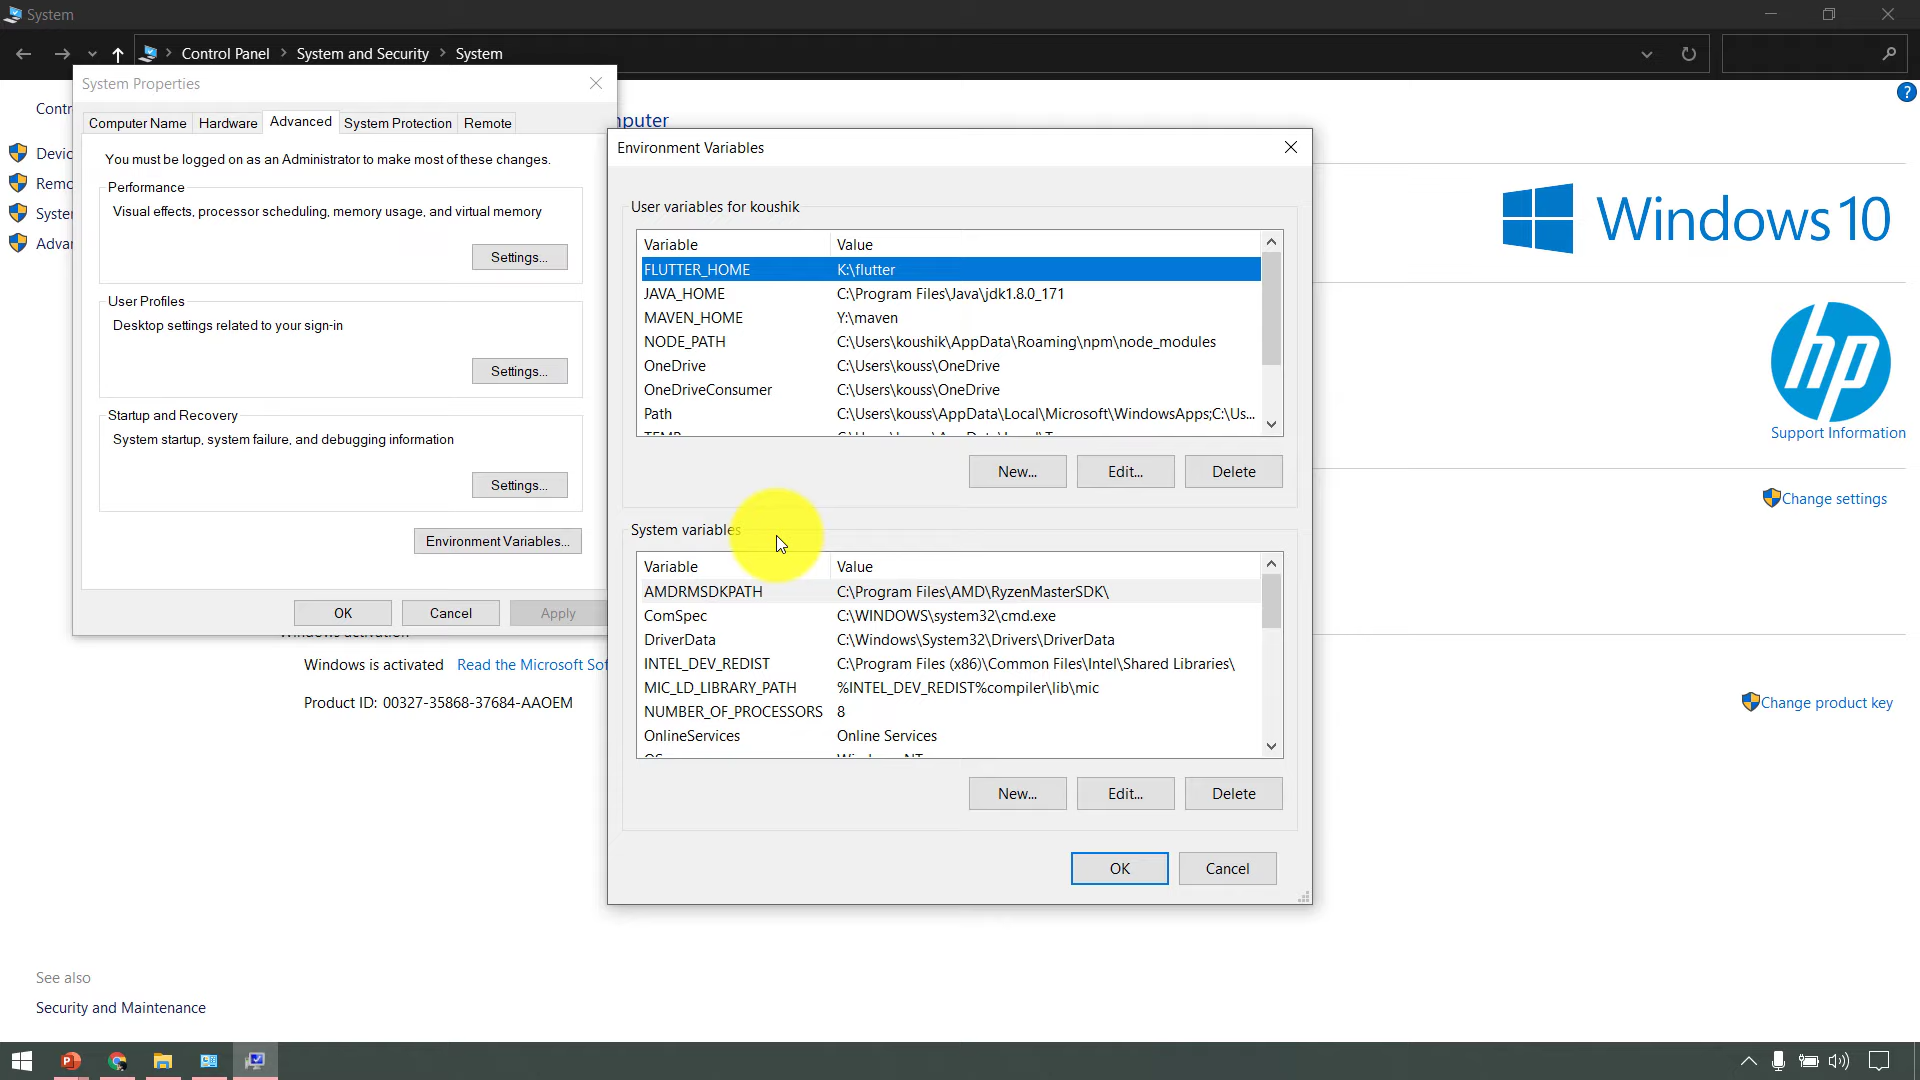 System
Control Panel
System and Security
System
System Properties
Contr
Computer Name
Hardware
Advanced
System Protection
Remote
nputer
?
Devic
Remo
Syste
Adva
You must be logged on as an Administrator to make most of these changes.
Performance
Visual effects, processor scheduling, memory usage, and virtual memory
Settings...
User Profiles
Desktop settings related to your sign-in
Settings...
Startup and Recovery
System startup, system failure, and debugging information
Settings...
Environment Variables...
OK
Cancel
Apply
Environment Variables
User variables for koushik
Variable Value
FLUTTER_HOME K:\flutter
JAVA_HOME C:\Program Files\Java\jdk1.8.0_171
MAVEN_HOME Y:\maven
NODE_PATH C:\Users\koushik\AppData\Roaming\npm\node_modules
OneDrive C:\Users\kouss\OneDrive
OneDriveConsumer C:\Users\kouss\OneDrive
Path C:\Users\kouss\AppData\Local\Microsoft\WindowsApps;C:\Us...
New...
Edit...
Delete
System variables
Variable Value
AMDRMSDKPATH C:\Program Files\AMD\RyzenMasterSDK\
ComSpec C:\WINDOWS\system32\cmd.exe
DriverData C:\Windows\System32\Drivers\DriverData
INTEL_DEV_REDIST C:\Program Files (x86)\Common Files\Intel\Shared Libraries\
MIC_LD_LIBRARY_PATH %INTEL_DEV_REDIST%compiler\lib\mic
NUMBER_OF_PROCESSORS 8
OnlineServices Online Services
New...
Edit...
Delete
OK
Cancel
Windows 10
hp
Support Information
Change settings
Windows activation
Windows is activated Read the Microsoft Sof
Product ID: 00327-35868-37684-AAOEM
Change product key
See also
Security and Maintenance